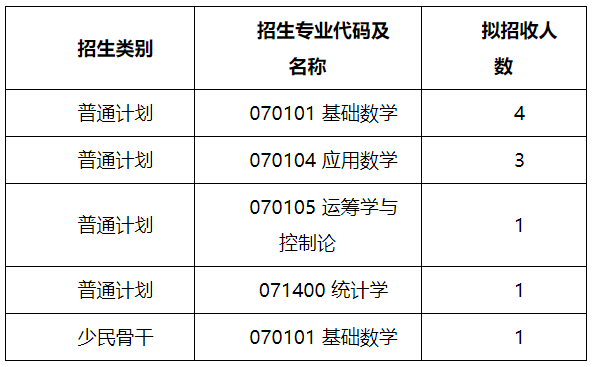 招生类别 招生专业代码及名称 拟招收人数
普通计划 070101 基础数学 4
普通计划 070104 应用数学 3
普通计划 070105 运筹学与控制论 1
普通计划 071400 统计学 1
少民骨干 070101 基础数学 1